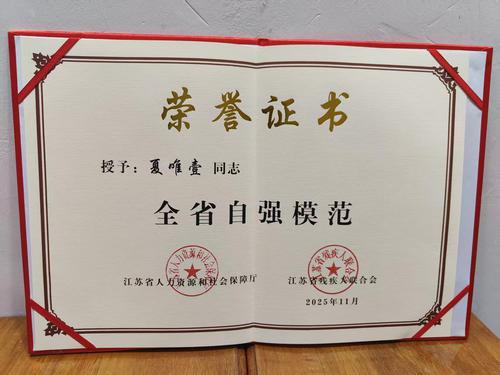 荣誉证书
授予：夏唯壹 同志
全省自强模范
江苏省人力资源和社会保障厅
江苏省残疾人联合会
2025年11月